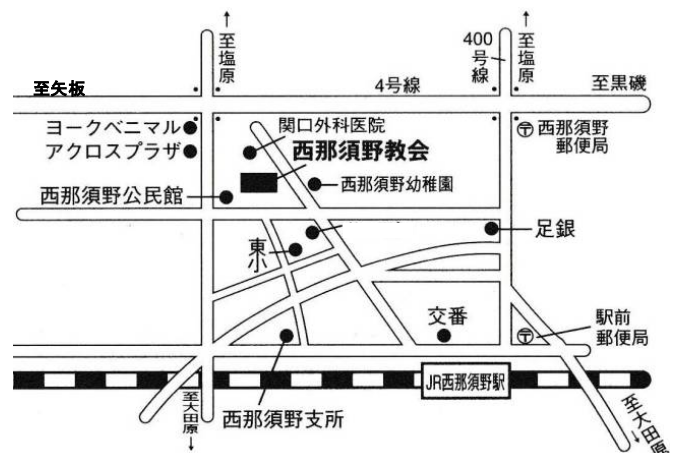 ↑至塩原
400号線
↑至塩原
至矢板
4号線
至黒磯
ヨークベニマル
アクロスプラザ
関口外科医院
西那須野教会
〒西那須野
郵便局
西那須野公民館
西那須野幼稚園
東小
足銀
交番
駅前
〒郵便局
JR西那須野駅
至大田原↓
西那須野支所
至大田原↓